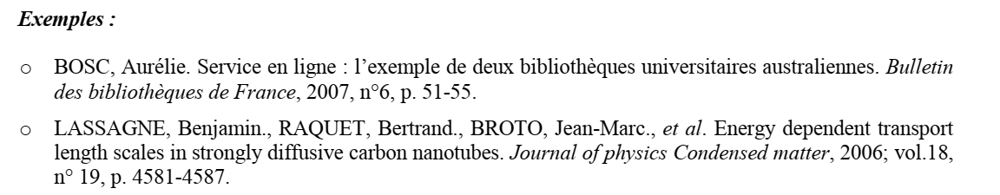 Exemples :
o BOSC, Aurélie. Service en ligne : l’exemple de deux bibliothèques universitaires australiennes. Bulletin
des bibliothèques de France, 2007, n°6, p. 51-55.
o LASSAGNE, Benjamin., RAQUET, Bertrand., BROTO, Jean-Marc., et al. Energy dependent transport
length scales in strongly diffusive carbon nanotubes. Journal of physics Condensed matter, 2006; vol.18,
n° 19, p. 4581-4587.